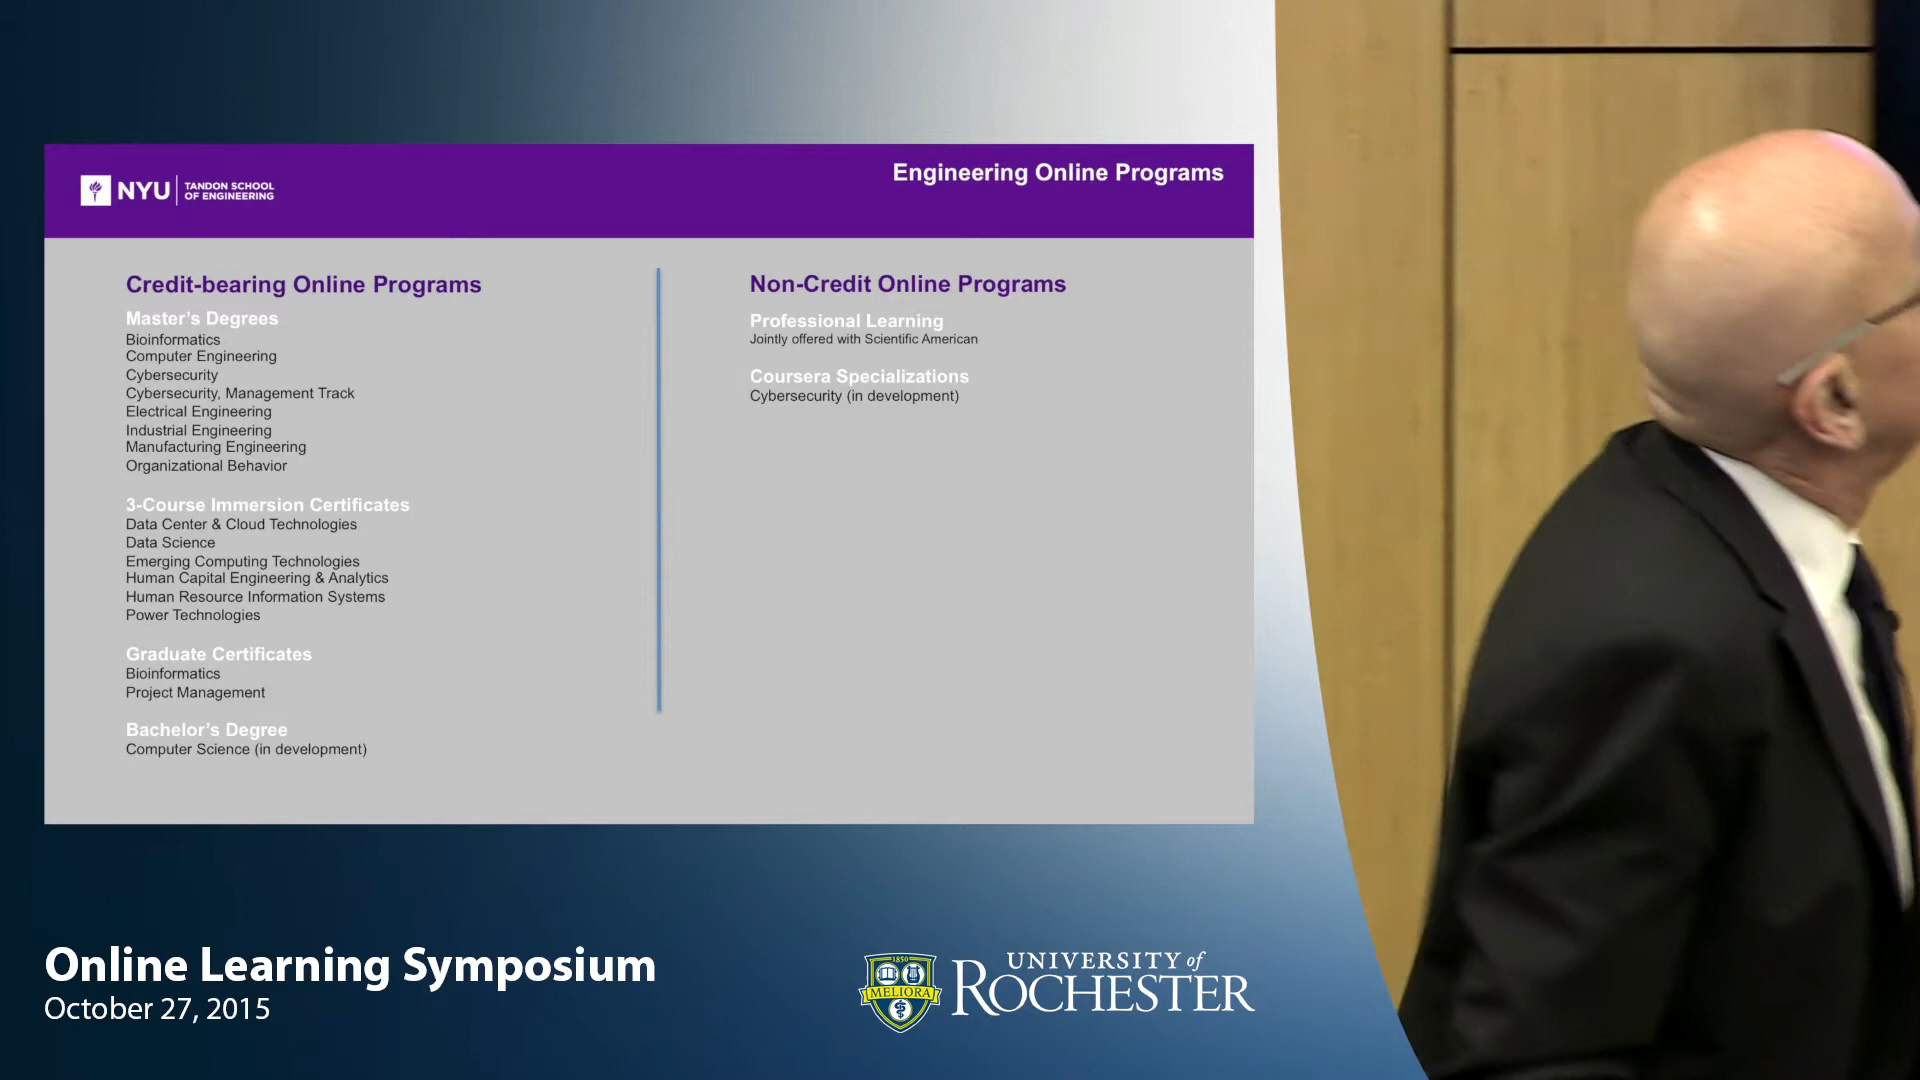 NYU
TANDON SCHOOL
OF ENGINEERING
Engineering Online Programs
Credit-bearing Online Programs
Master's Degrees
Bioinformatics
Computer Engineering
Cybersecurity
Cybersecurity, Management Track
Electrical Engineering
Industrial Engineering
Manufacturing Engineering
Organizational Behavior
3-Course Immersion Certificates
Data Center & Cloud Technologies
Data Science
Emerging Computing Technologies
Human Capital Engineering & Analytics
Human Resource Information Systems
Power Technologies
Graduate Certificates
Bioinformatics
Project Management
Bachelor's Degree
Computer Science (in development)
Non-Credit Online Programs
Professional Learning
Jointly offered with Scientific American
Coursera Specializations
Cybersecurity (in development)
Online Learning Symposium
October 27, 2015
1850
MELIORA
UNIVERSITY of
ROCHESTER